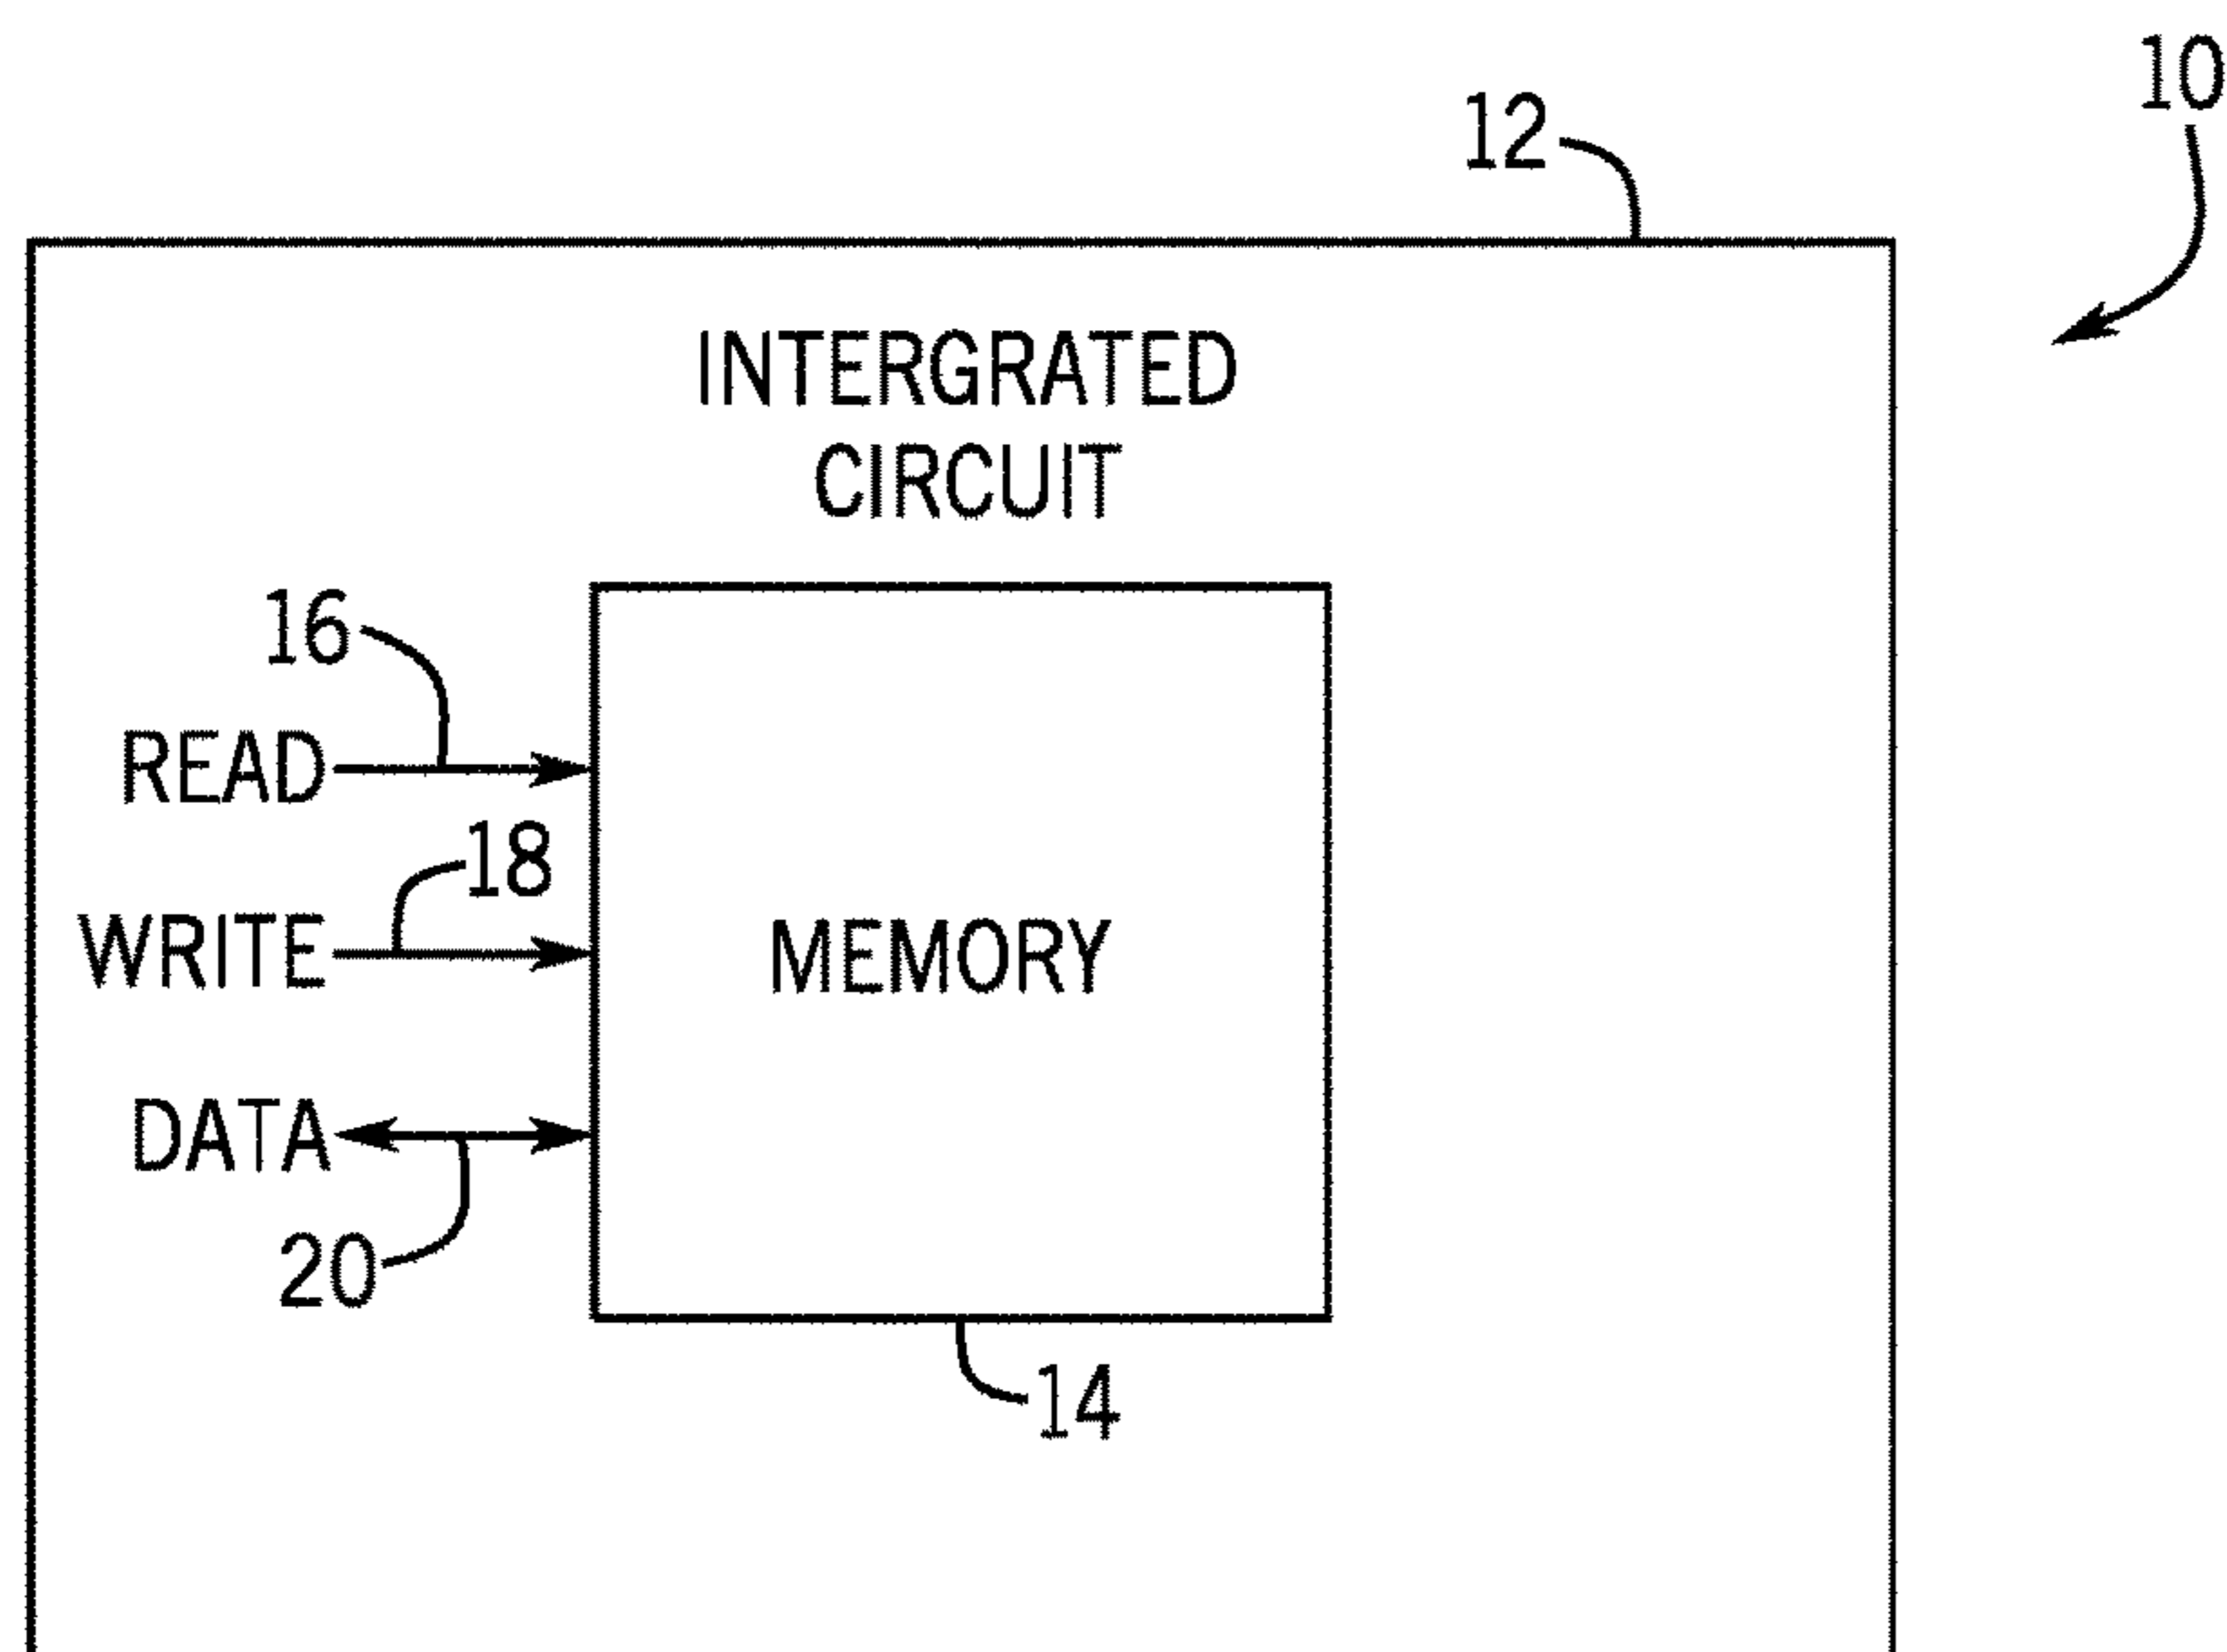 10
12
INTERGRATED
CIRCUIT
16
READ
18
WRITE
MEMORY
DATA
20
14